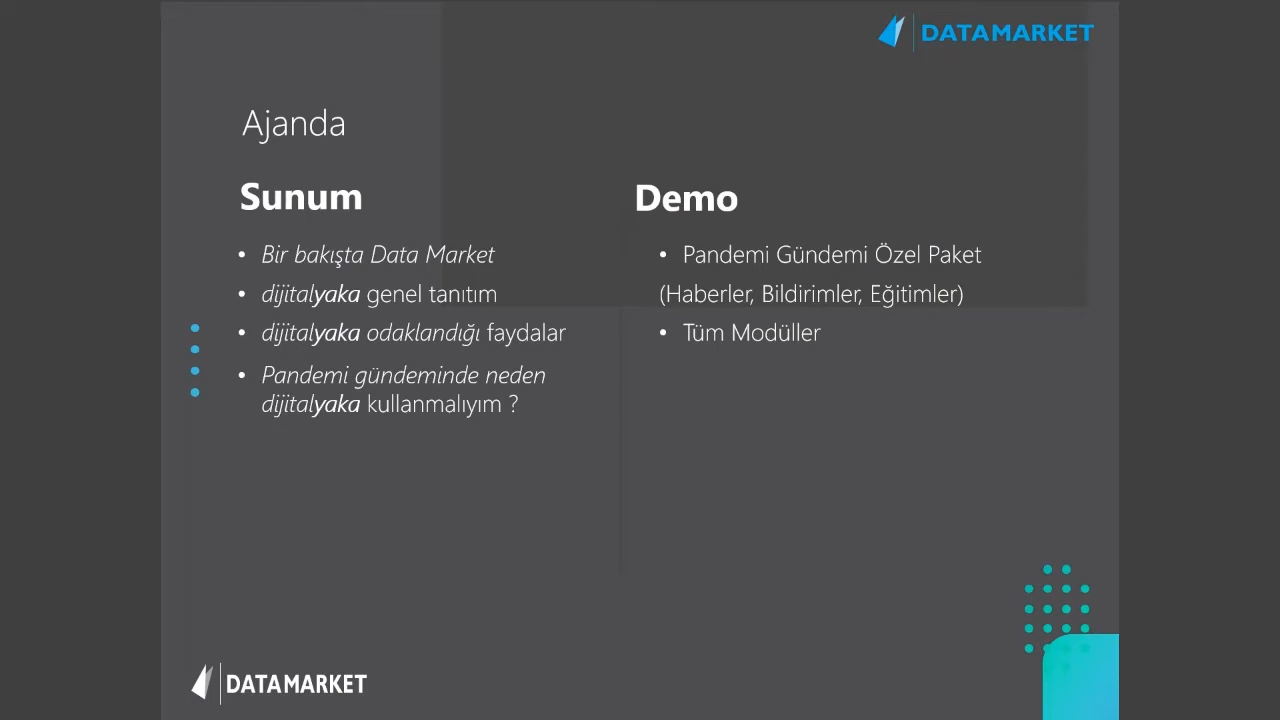 DATAMARKET
Ajanda
Sunum
• Bir bakışta Data Market
• dijitalyaka genel tanıtım
• dijitalyaka odaklandığı faydalar
• Pandemi gündeminde neden
dijitalyaka kullanmalıyım ?
Demo
• Pandemi Gündemi Özel Paket
(Haberler, Bildirimler, Eğitimler)
• Tüm Modüller
DATAMARKET